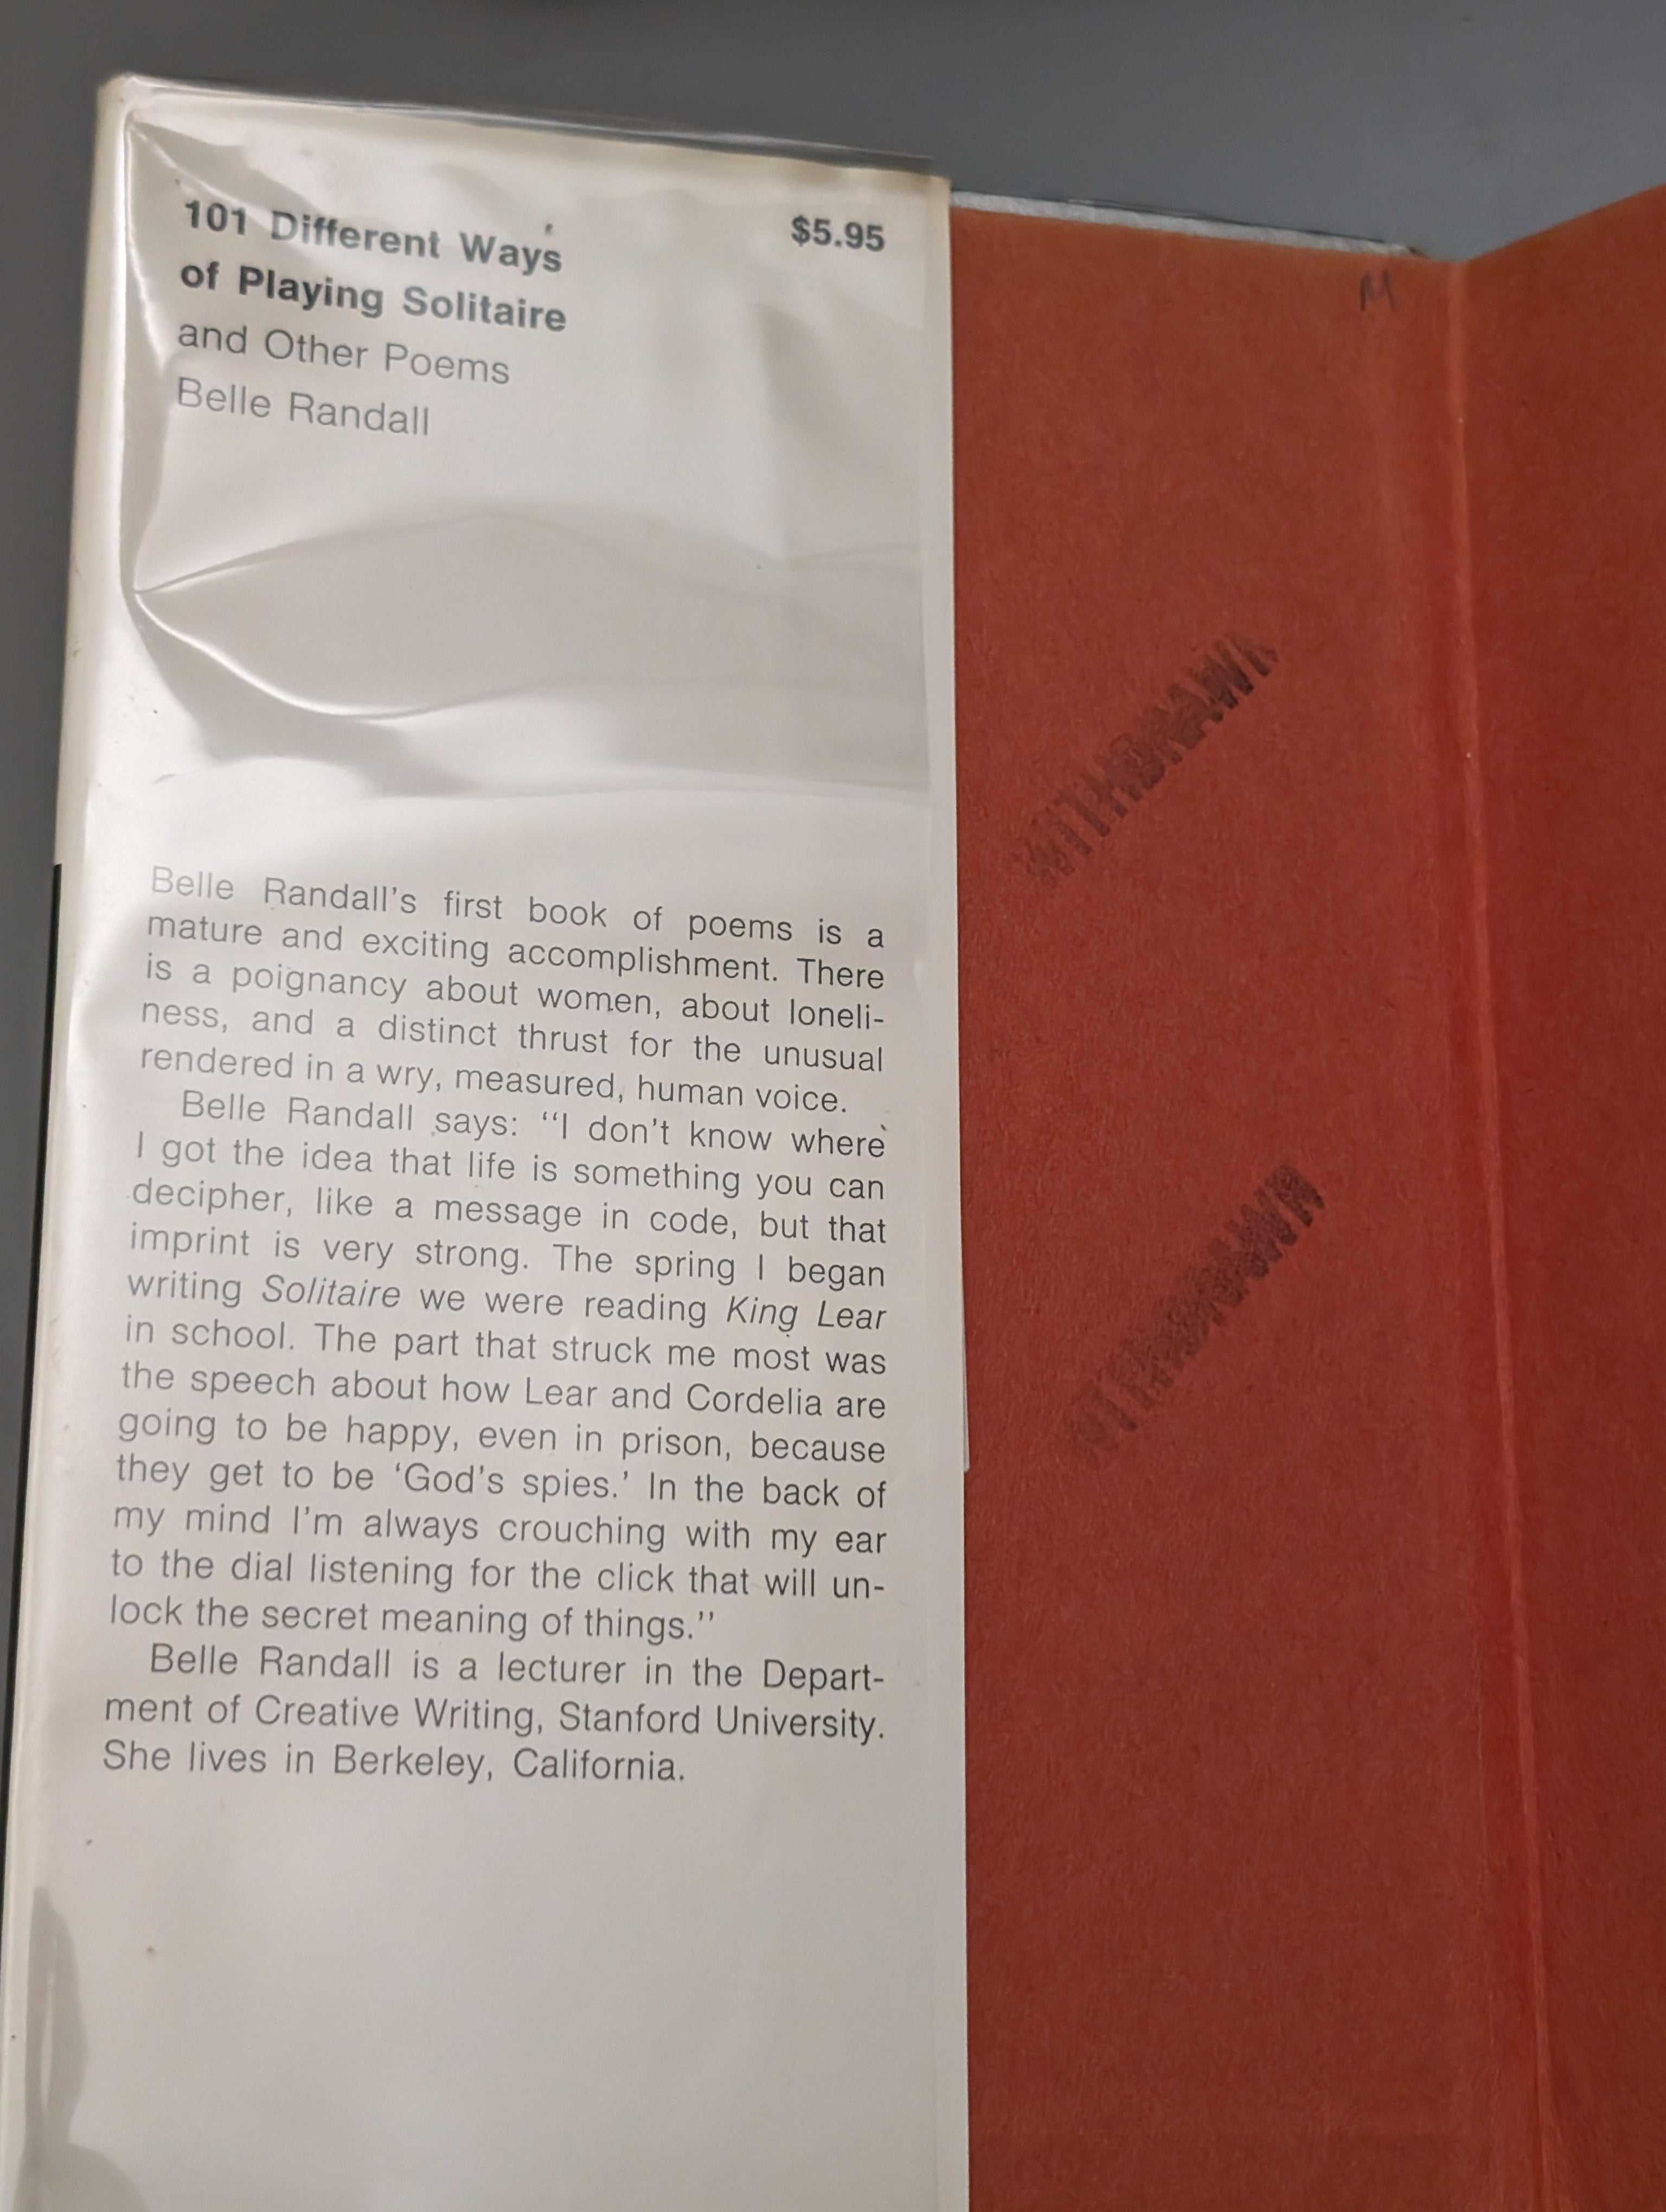 101 Different Ways
of Playing Solitaire
and Other Poems
Belle Randall
$5.95
Belle Randall's first book of poems is a
mature and exciting accomplishment. There
is a poignancy about women, about loneli-
ness, and a distinct thrust for the unusual
rendered in a wry, measured, human voice.
Belle Randall says: “I don't know where
I got the idea that life is something you can
decipher, like a message in code, but that
imprint is very strong. The spring I began
writing Solitaire we were reading King Lear
in school. The part that struck me most was
the speech about how Lear and Cordelia are
going to be happy, even in prison, because
they get to be ‘God's spies.’ In the back of
my mind I'm always crouching with my ear
to the dial listening for the click that will un-
lock the secret meaning of things.”
Belle Randall is a lecturer in the Depart-
ment of Creative Writing, Stanford University.
She lives in Berkeley, California.
M
WITHDRAWN
WITHDRAWN